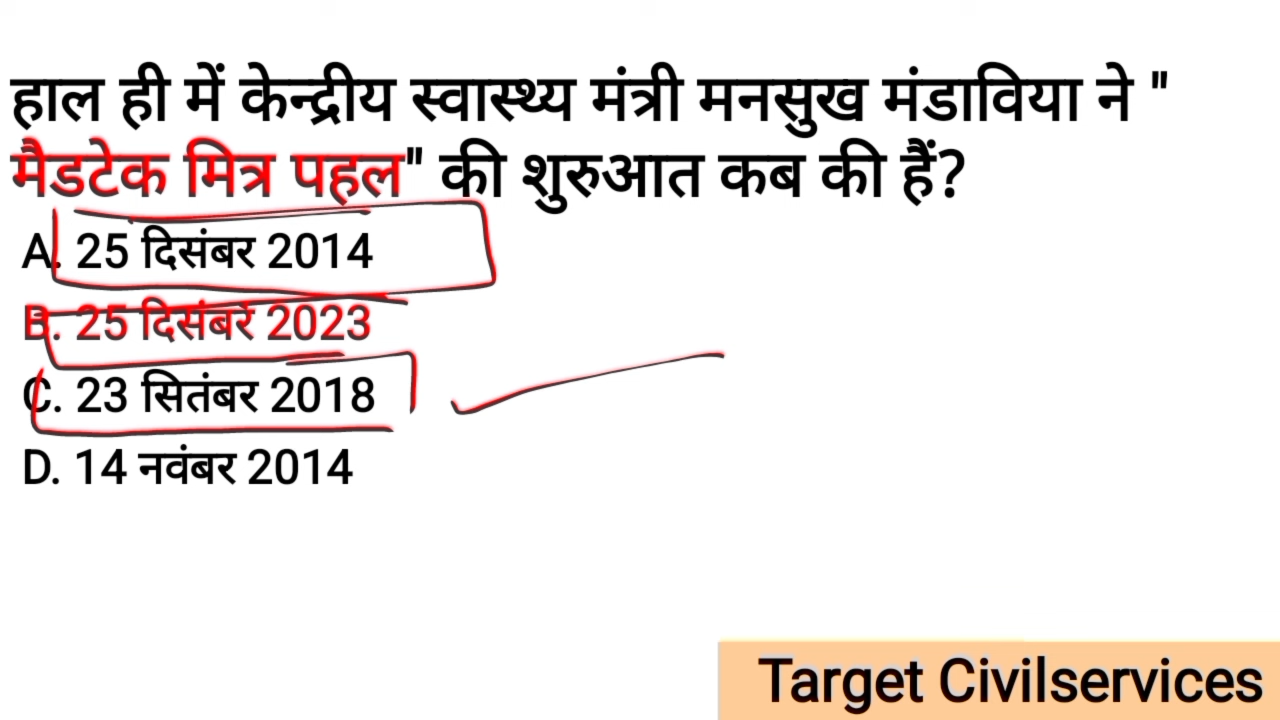 हाल ही में केन्द्रीय स्वास्थ्य मंत्री मनसुख मंडाविया ने "
मैडटेक मित्र पहल" की शुरुआत कब की हैं?
A. 25 दिसंबर 2014
B. 25 दिसंबर 2023
C. 23 सितंबर 2018
D. 14 नवंबर 2014
Target Civilservices